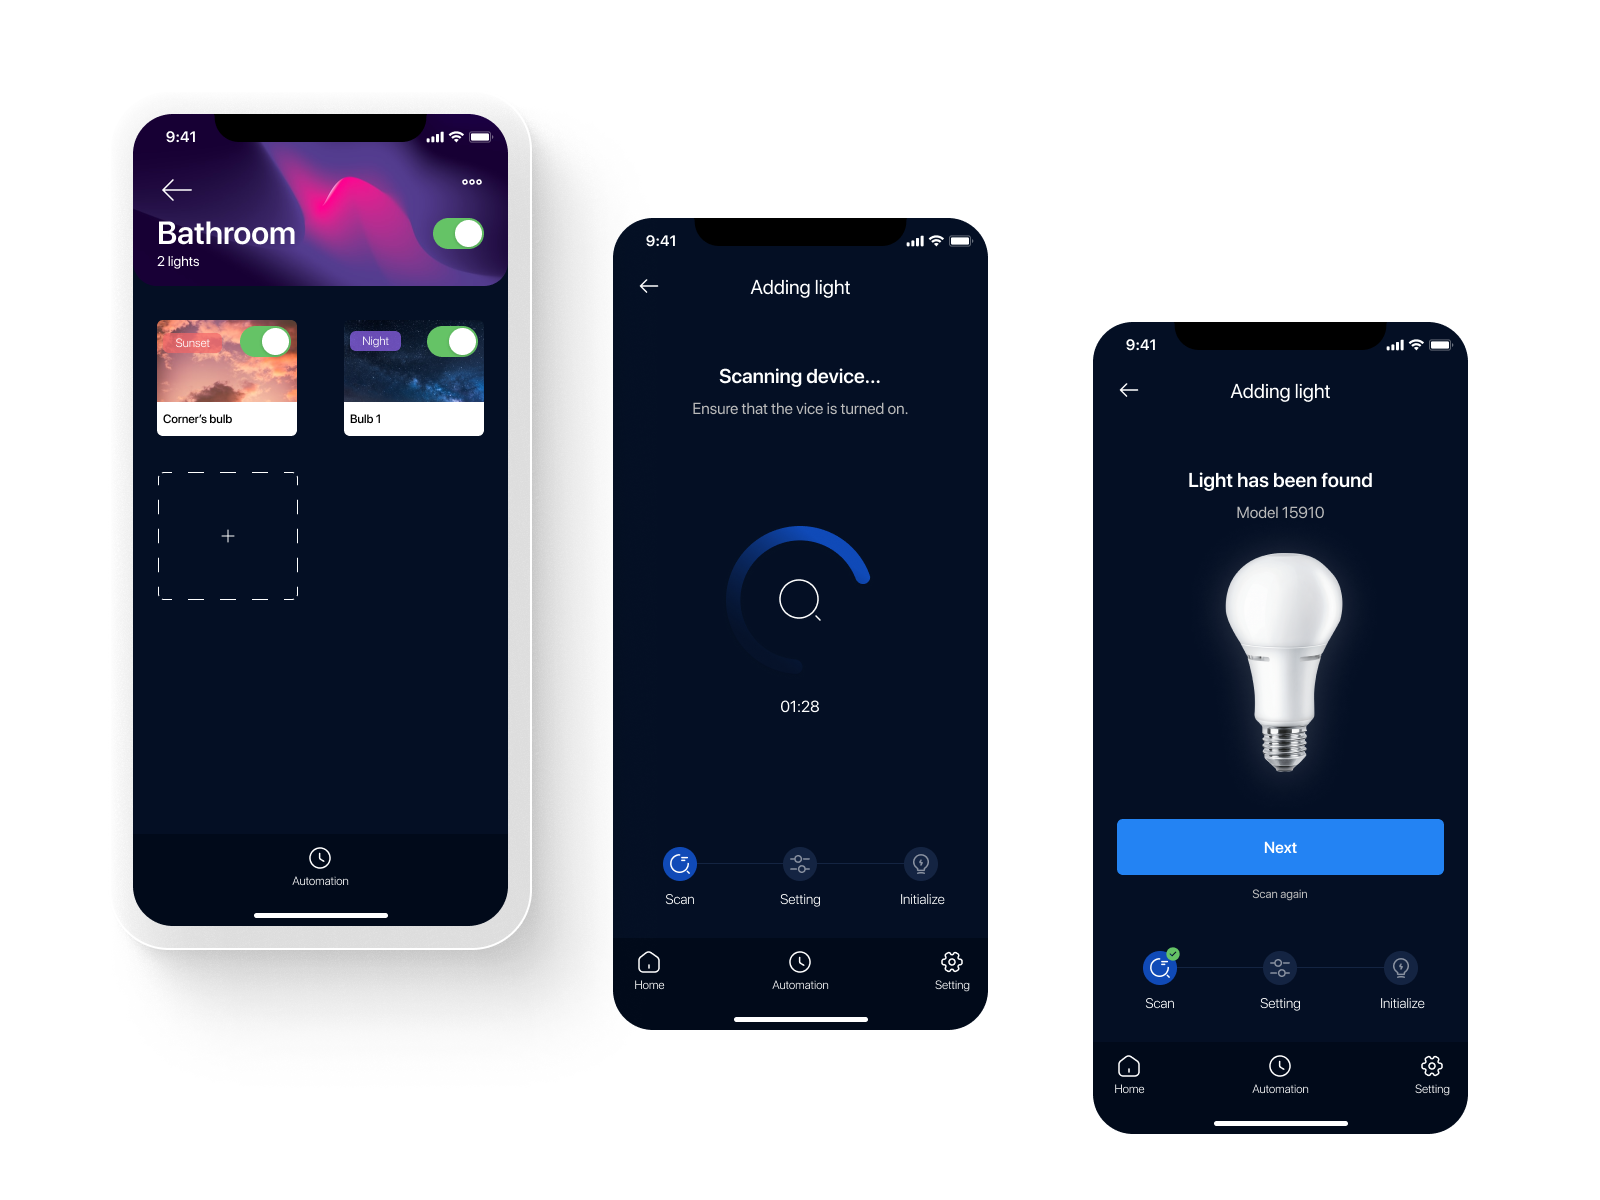 9:41
Bathroom
2 lights
Sunset
Night
Corner's bulb
Bulb 1
+
Automation
9:41
Adding light
Scanning device...
Ensure that the vice is turned on.
01:28
Scan
Setting
Initialize
Home
Automation
Setting
9:41
Adding light
Light has been found
Model 15910
Next
Scan again
Scan
Setting
Initialize
Home
Automation
Setting